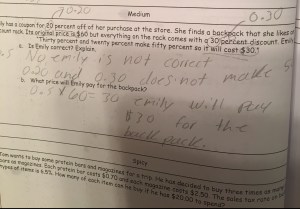 0.20 Medium 0.30
ly has a coupon for 20 percent off of her purchase at the store. She finds a backpack that she likes
ount rack. Its original price is $60 but everything on the rack comes with a 30 percent discount. Emily
"Thirty percent and twenty percent make fifty percent so it will cost $30."
a. Is Emily correct? Explain.
No emily is not correct
0.20 and 0.30 does not make
b. What price will Emily pay for the backpack?
0.5 x 60 = 30 emily will pay
$30 for the
back pack.
Spicy
Sam wants to buy some protein bars and magazines for a trip. He has decided to buy three times as
bars as magazines. Each protein bar costs $0.70 and each magazine costs $2.50. The sales tax rate on
types of items is 6.5%. How many of each item can he buy if he has $20.00 to spend?